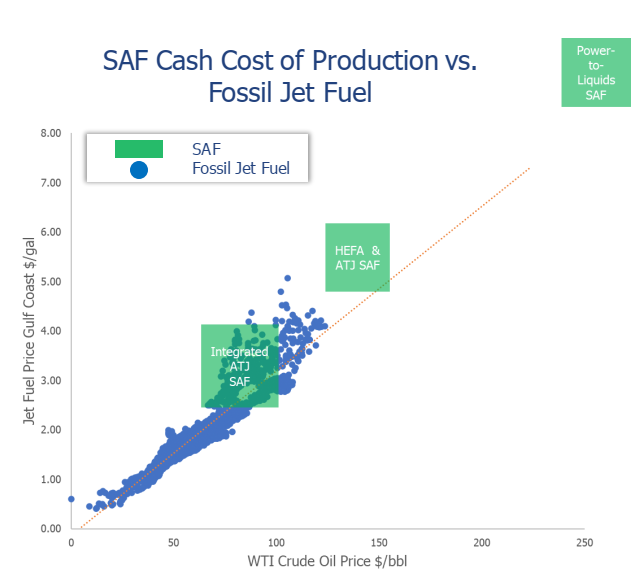 SAF Cash Cost of Production vs.
Fossil Jet Fuel
Power-
to-
Liquids
SAF
SAF
Fossil Jet Fuel
8.00
7.00
6.00
5.00
4.00
3.00
2.00
1.00
0.00
Jet Fuel Price Gulf Coast $/gal
HEFA &
ATJ SAF
Integrated
ATJ
SAF
0
50
100
150
200
250
WTI Crude Oil Price $/bbl